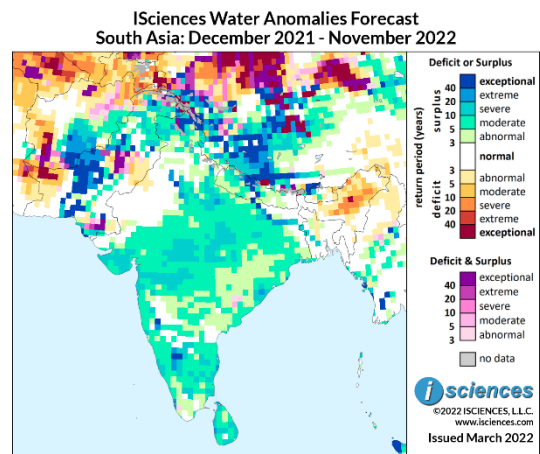 ISciences Water Anomalies Forecast
South Asia: December 2021 - November 2022
Deficit or Surplus
return period (years)
surplus
deficit
exceptional
40
extreme
20
severe
10
moderate
5
abnormal
3
normal
3
abnormal
5
moderate
10
severe
20
extreme
40
exceptional
Deficit & Surplus
exceptional
40
extreme
20
severe
10
moderate
5
abnormal
3
no data
i sciences
©2022 ISCIENCES, L.L.C.
www.isciences.com
Issued March 2022